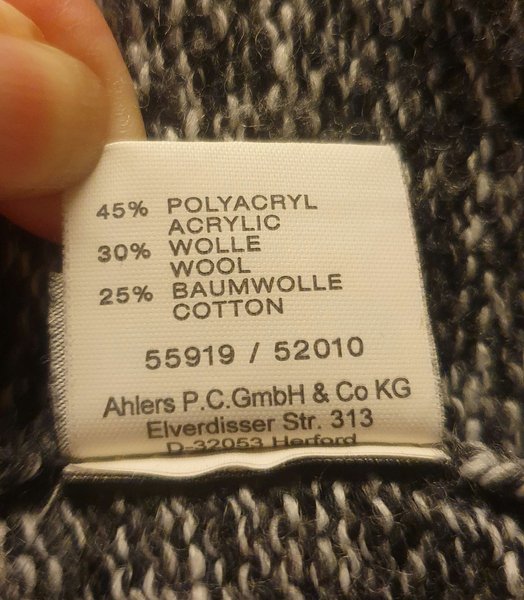 45% POLYACRYL
ACRYLIC
30% WOLLE
WOOL
25% BAUMWOLLE
COTTON
55919 / 52010
Ahlers P.C.GmbH & Co KG
Elverdisser Str. 313
D-32053 Herford